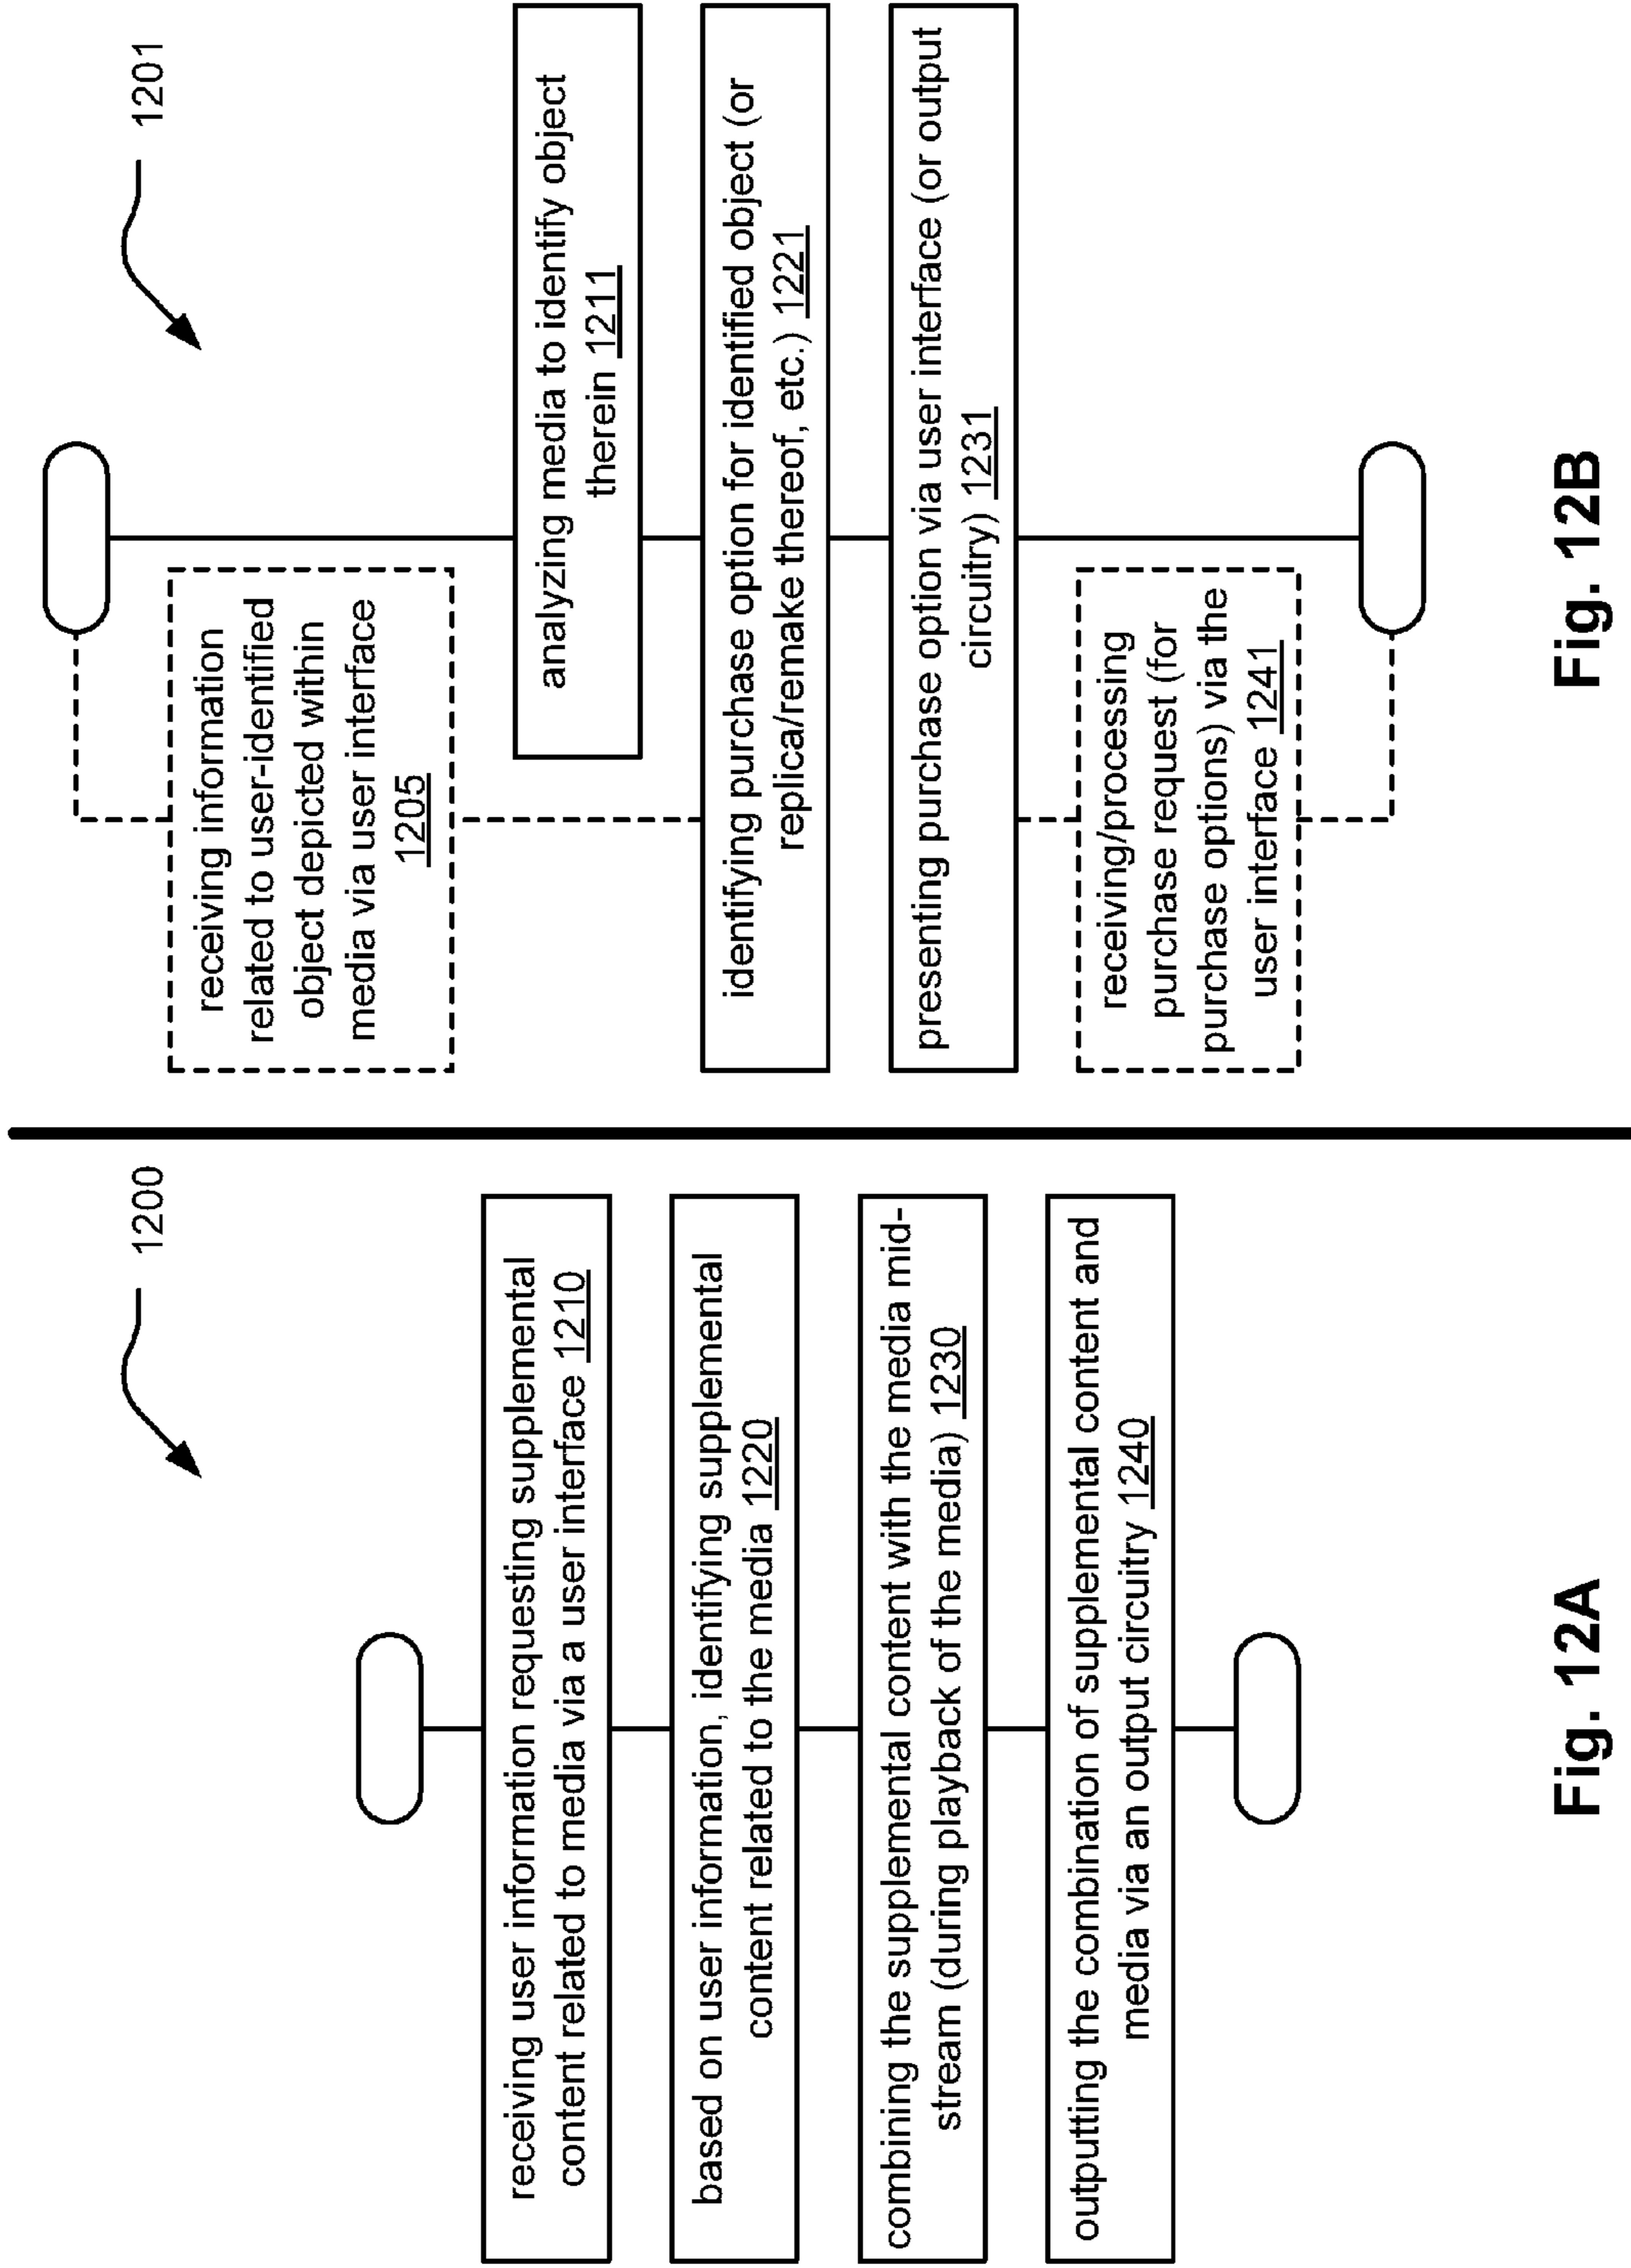 1200
receiving user information requesting supplemental
content related to media via a user interface 1210
based on user information, identifying supplemental
content related to the media 1220
combining the supplemental content with the media mid-
stream (during playback of the media) 1230
outputting the combination of supplemental content and
media via an output circuitry 1240
Fig. 12A
1201
receiving information
related to user-identified
object depicted within
media via user interface
1205
analyzing media to identify object
therein 1211
identifying purchase option for identified object (or
replica/remake thereof, etc.) 1221
presenting purchase option via user interface (or output
circuitry) 1231
receiving/processing
purchase request (for
purchase options) via the
user interface 1241
Fig. 12B